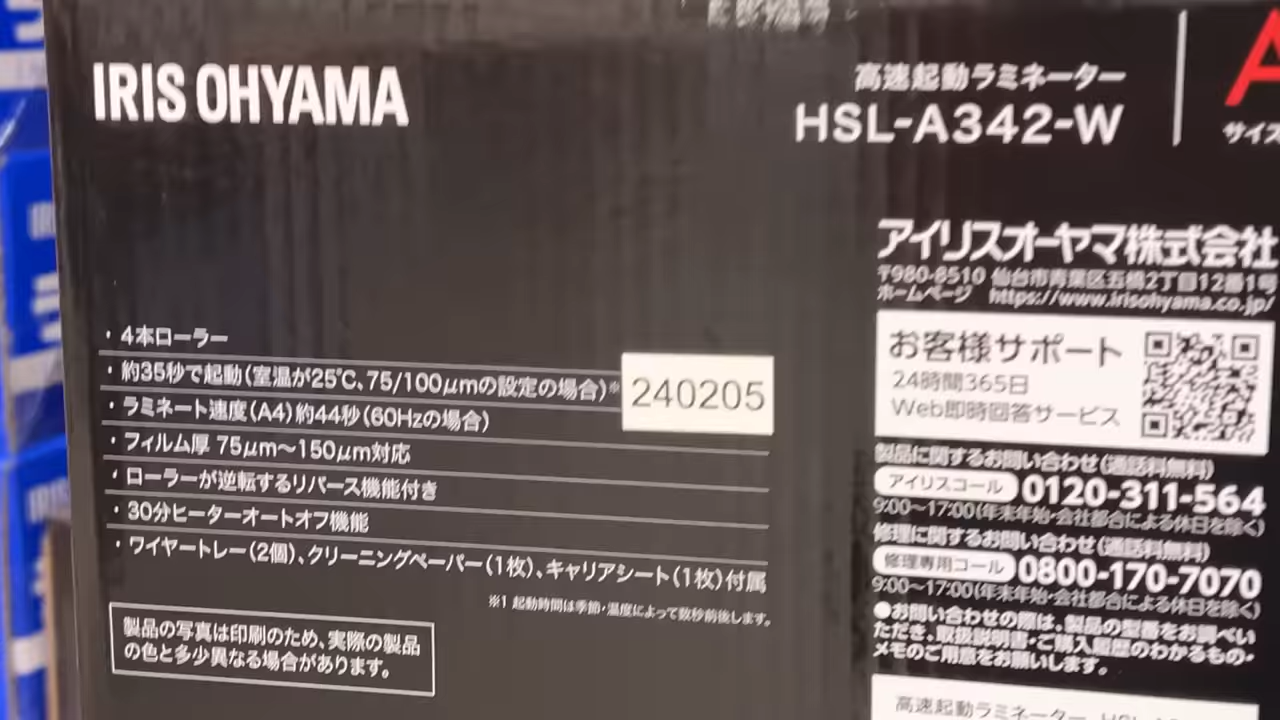 IRIS OHYAMA
高速起動ラミネーター
HSL-A342-W
A
サイズ
・4本ローラー
・約35秒で起動(室温が25℃、75/100μmの設定の場合)※
240205
・ラミネート速度(A4)約44秒(60Hzの場合)
・フィルム厚 75μm〜150μm対応
・ローラーが逆転するリバース機能付き
・30分ヒーターオートオフ機能
・ワイヤートレー(2個)、クリーニングペーパー(1枚)、キャリアシート(1枚)付属
※1 起動時間は季節・温度によって数秒前後します。
製品の写真は印刷のため、実際の製品
の色と多少異なる場合があります。
アイリスオーヤマ株式会社
〒980-8510 仙台市青葉区五橋2丁目12番1号
ホームページ https://www.irisohyama.co.jp/
お客様サポート
24時間365日
Web即時回答サービス
製品に関するお問い合わせ(通話料無料)
アイリスコール 0120-311-564
9:00〜17:00(年末年始・会社都合による休日を除く)
修理に関するお問い合わせ(通話料無料)
修理専用コール 0800-170-7070
9:00〜17:00(年末年始・会社都合による休日を除く)
●お問い合わせの際は、製品の型番をお調べい
ただき、取扱説明書・ご購入履歴のわかるもの・
メモのご用意をお願いします。
高速起動ラミネーター